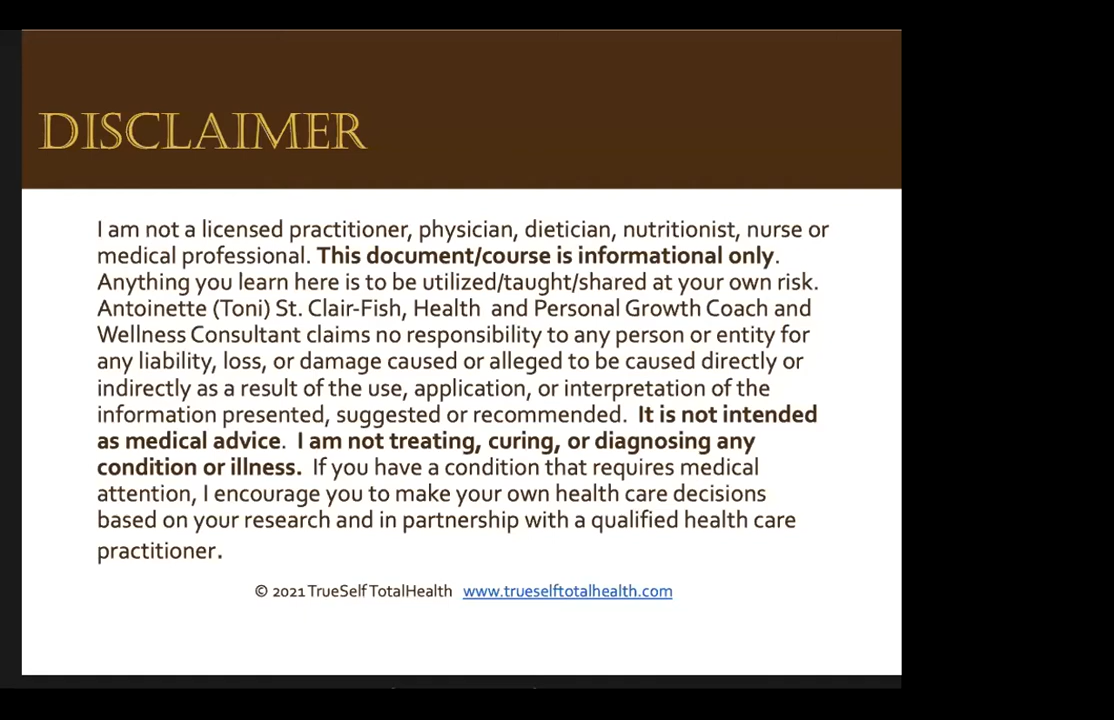 DISCLAIMER
I am not a licensed practitioner, physician, dietician, nutritionist, nurse or
medical professional. This document/course is informational only.
Anything you learn here is to be utilized/taught/shared at your own risk.
Antoinette (Toni) St. Clair-Fish, Health and Personal Growth Coach and
Wellness Consultant claims no responsibility to any person or entity for
any liability, loss, or damage caused or alleged to be caused directly or
indirectly as a result of the use, application, or interpretation of the
information presented, suggested or recommended. It is not intended
as medical advice. I am not treating, curing, or diagnosing any
condition or illness. If you have a condition that requires medical
attention, I encourage you to make your own health care decisions
based on your research and in partnership with a qualified health care
practitioner.
© 2021 TrueSelf TotalHealth www.trueselftotalhealth.com